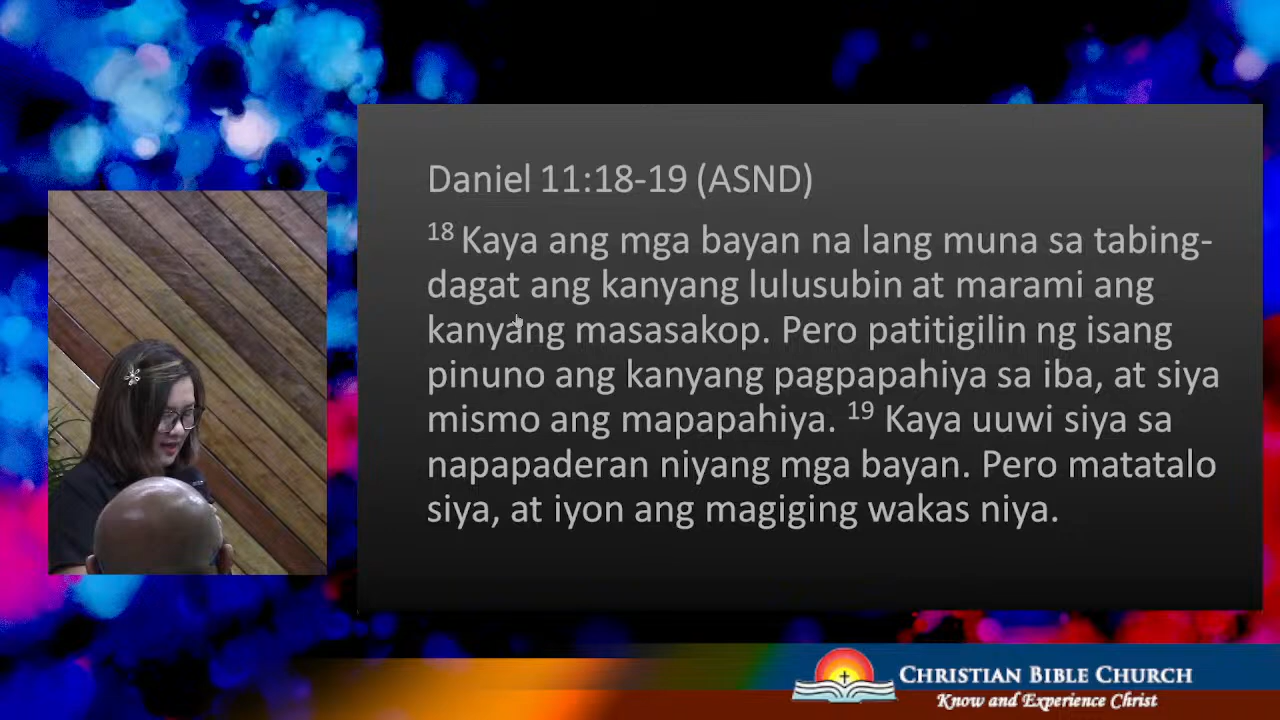 Daniel 11:18-19 (ASND)
18 Kaya ang mga bayan na lang muna sa tabing-
dagat ang kanyang lulusubin at marami ang
kanyang masasakop. Pero patitigilin ng isang
pinuno ang kanyang pagpapahiya sa iba, at siya
mismo ang mapapahiya. 19 Kaya uuwi siya sa
napapaderan niyang mga bayan. Pero matatalo
siya, at iyon ang magiging wakas niya.
CHRISTIAN BIBLE CHURCH
Know and Experience Christ